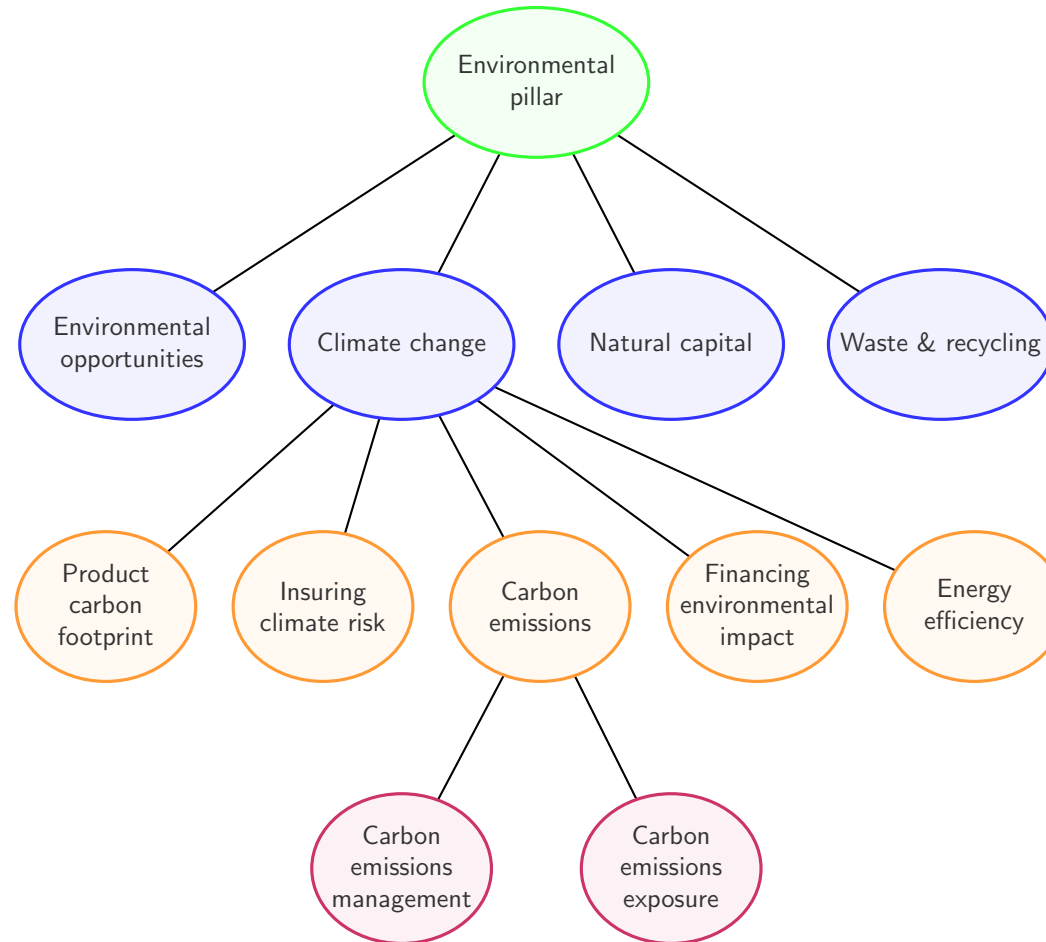 Environmental
pillar
Environmental
opportunities
Climate change
Natural capital
Waste & recycling
Product
carbon
footprint
Insuring
climate risk
Carbon
emissions
Financing
environmental
impact
Energy
efficiency
Carbon
emissions
management
Carbon
emissions
exposure